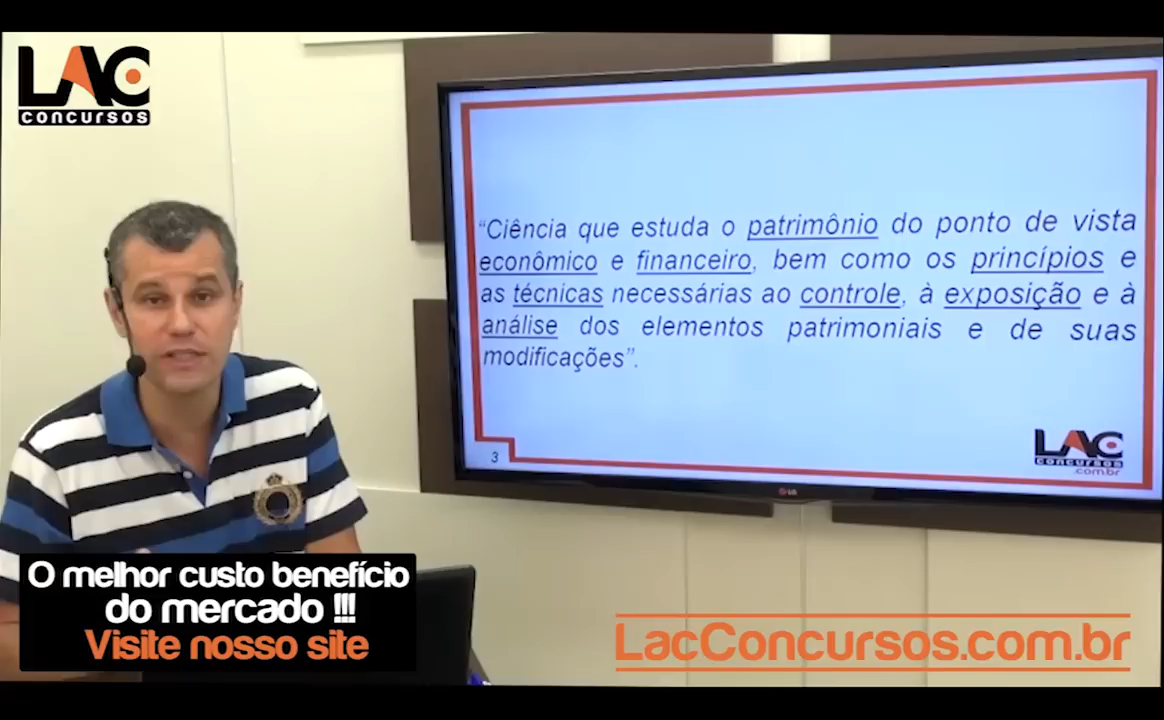 LAC
concursos
“Ciência que estuda o patrimônio do ponto de vista
econômico e financeiro, bem como os princípios e
as técnicas necessárias ao controle, à exposição e à
análise dos elementos patrimoniais e de suas
modificações”.
3
LAC
concursos
.com.br
LG
O melhor custo benefício
do mercado !!!
Visite nosso site
LacConcursos.com.br